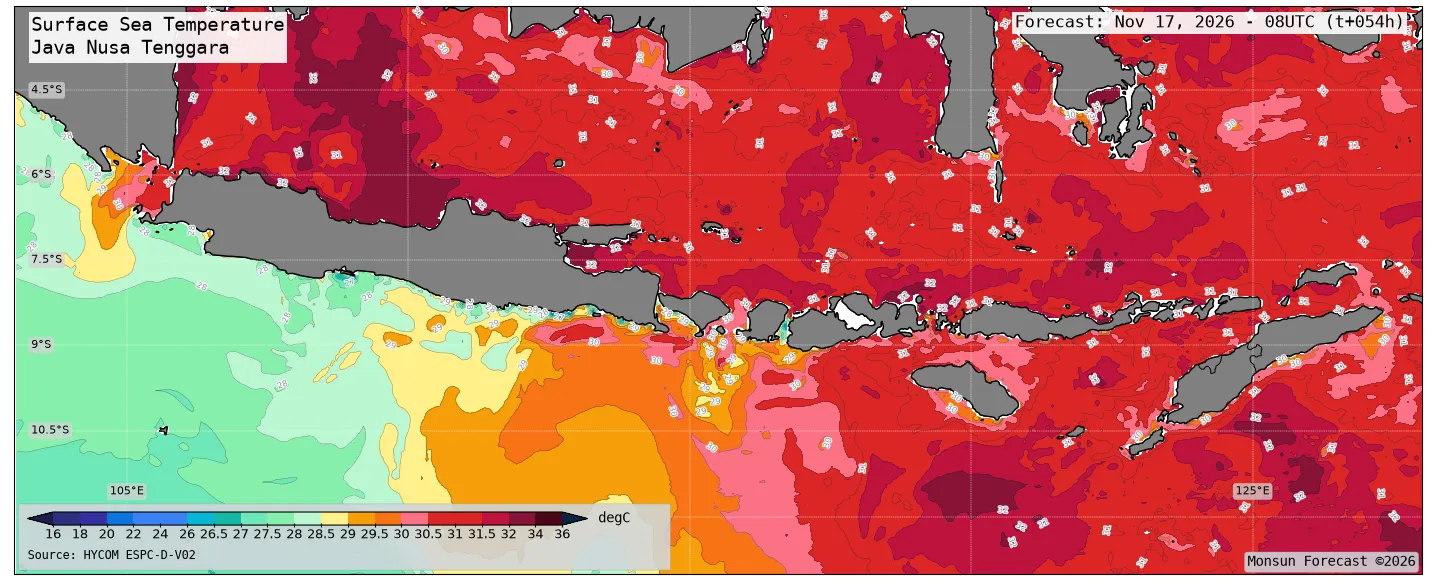 Surface Sea Temperature
Java Nusa Tenggara
Forecast: Nov 17, 2026 - 08UTC (t+054h)
4.5°S
6°S
7.5°S
9°S
10.5°S
105°E
125°E
16 18 20 22 24 26 26.5 27 27.5 28 28.5 29 29.5 30 30.5 31 31.5 32 34 36
degC
Source: HYCOM ESPC-D-V02
Monsun Forecast ©2026